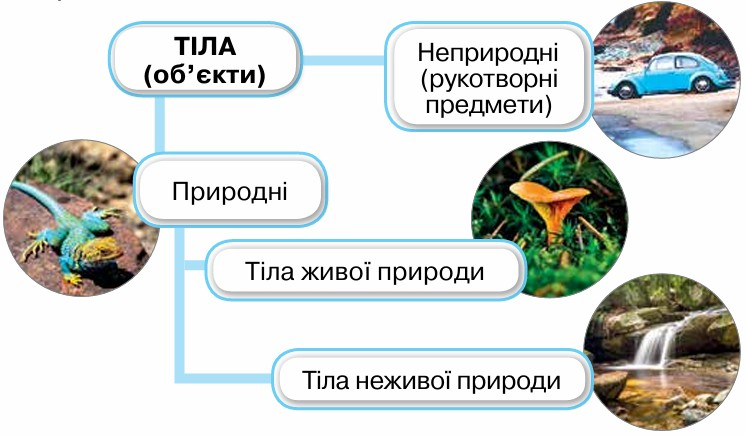 ТІЛА
(об’єкти)
Неприродні
(рукотворні
предмети)
Природні
Тіла живої природи
Тіла неживої природи